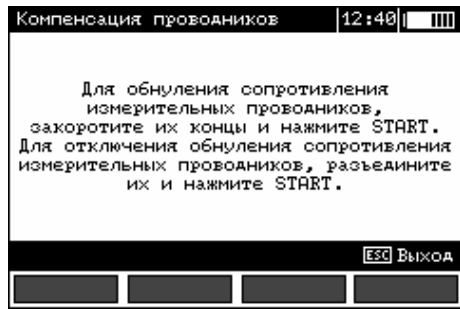 Компенсация проводников 12:40
Для обнуления сопротивления
измерительных проводников,
закоротите их концы и нажмите START.
Для отключения обнуления сопротивления
измерительных проводников, разъедините
их и нажмите START.
ESC Выход